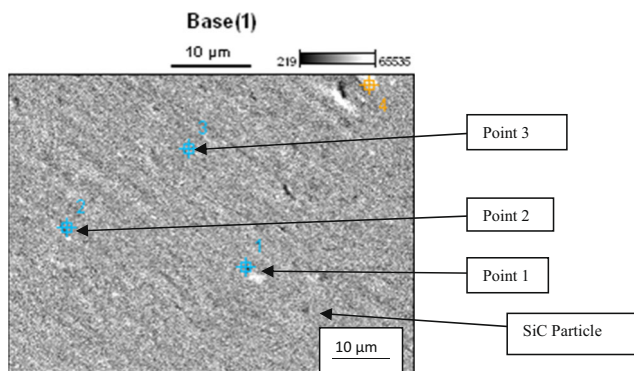 Base(1)
10 µm
219
65535
4
3
Point 3
2
Point 2
1
Point 1
SiC Particle
10 µm